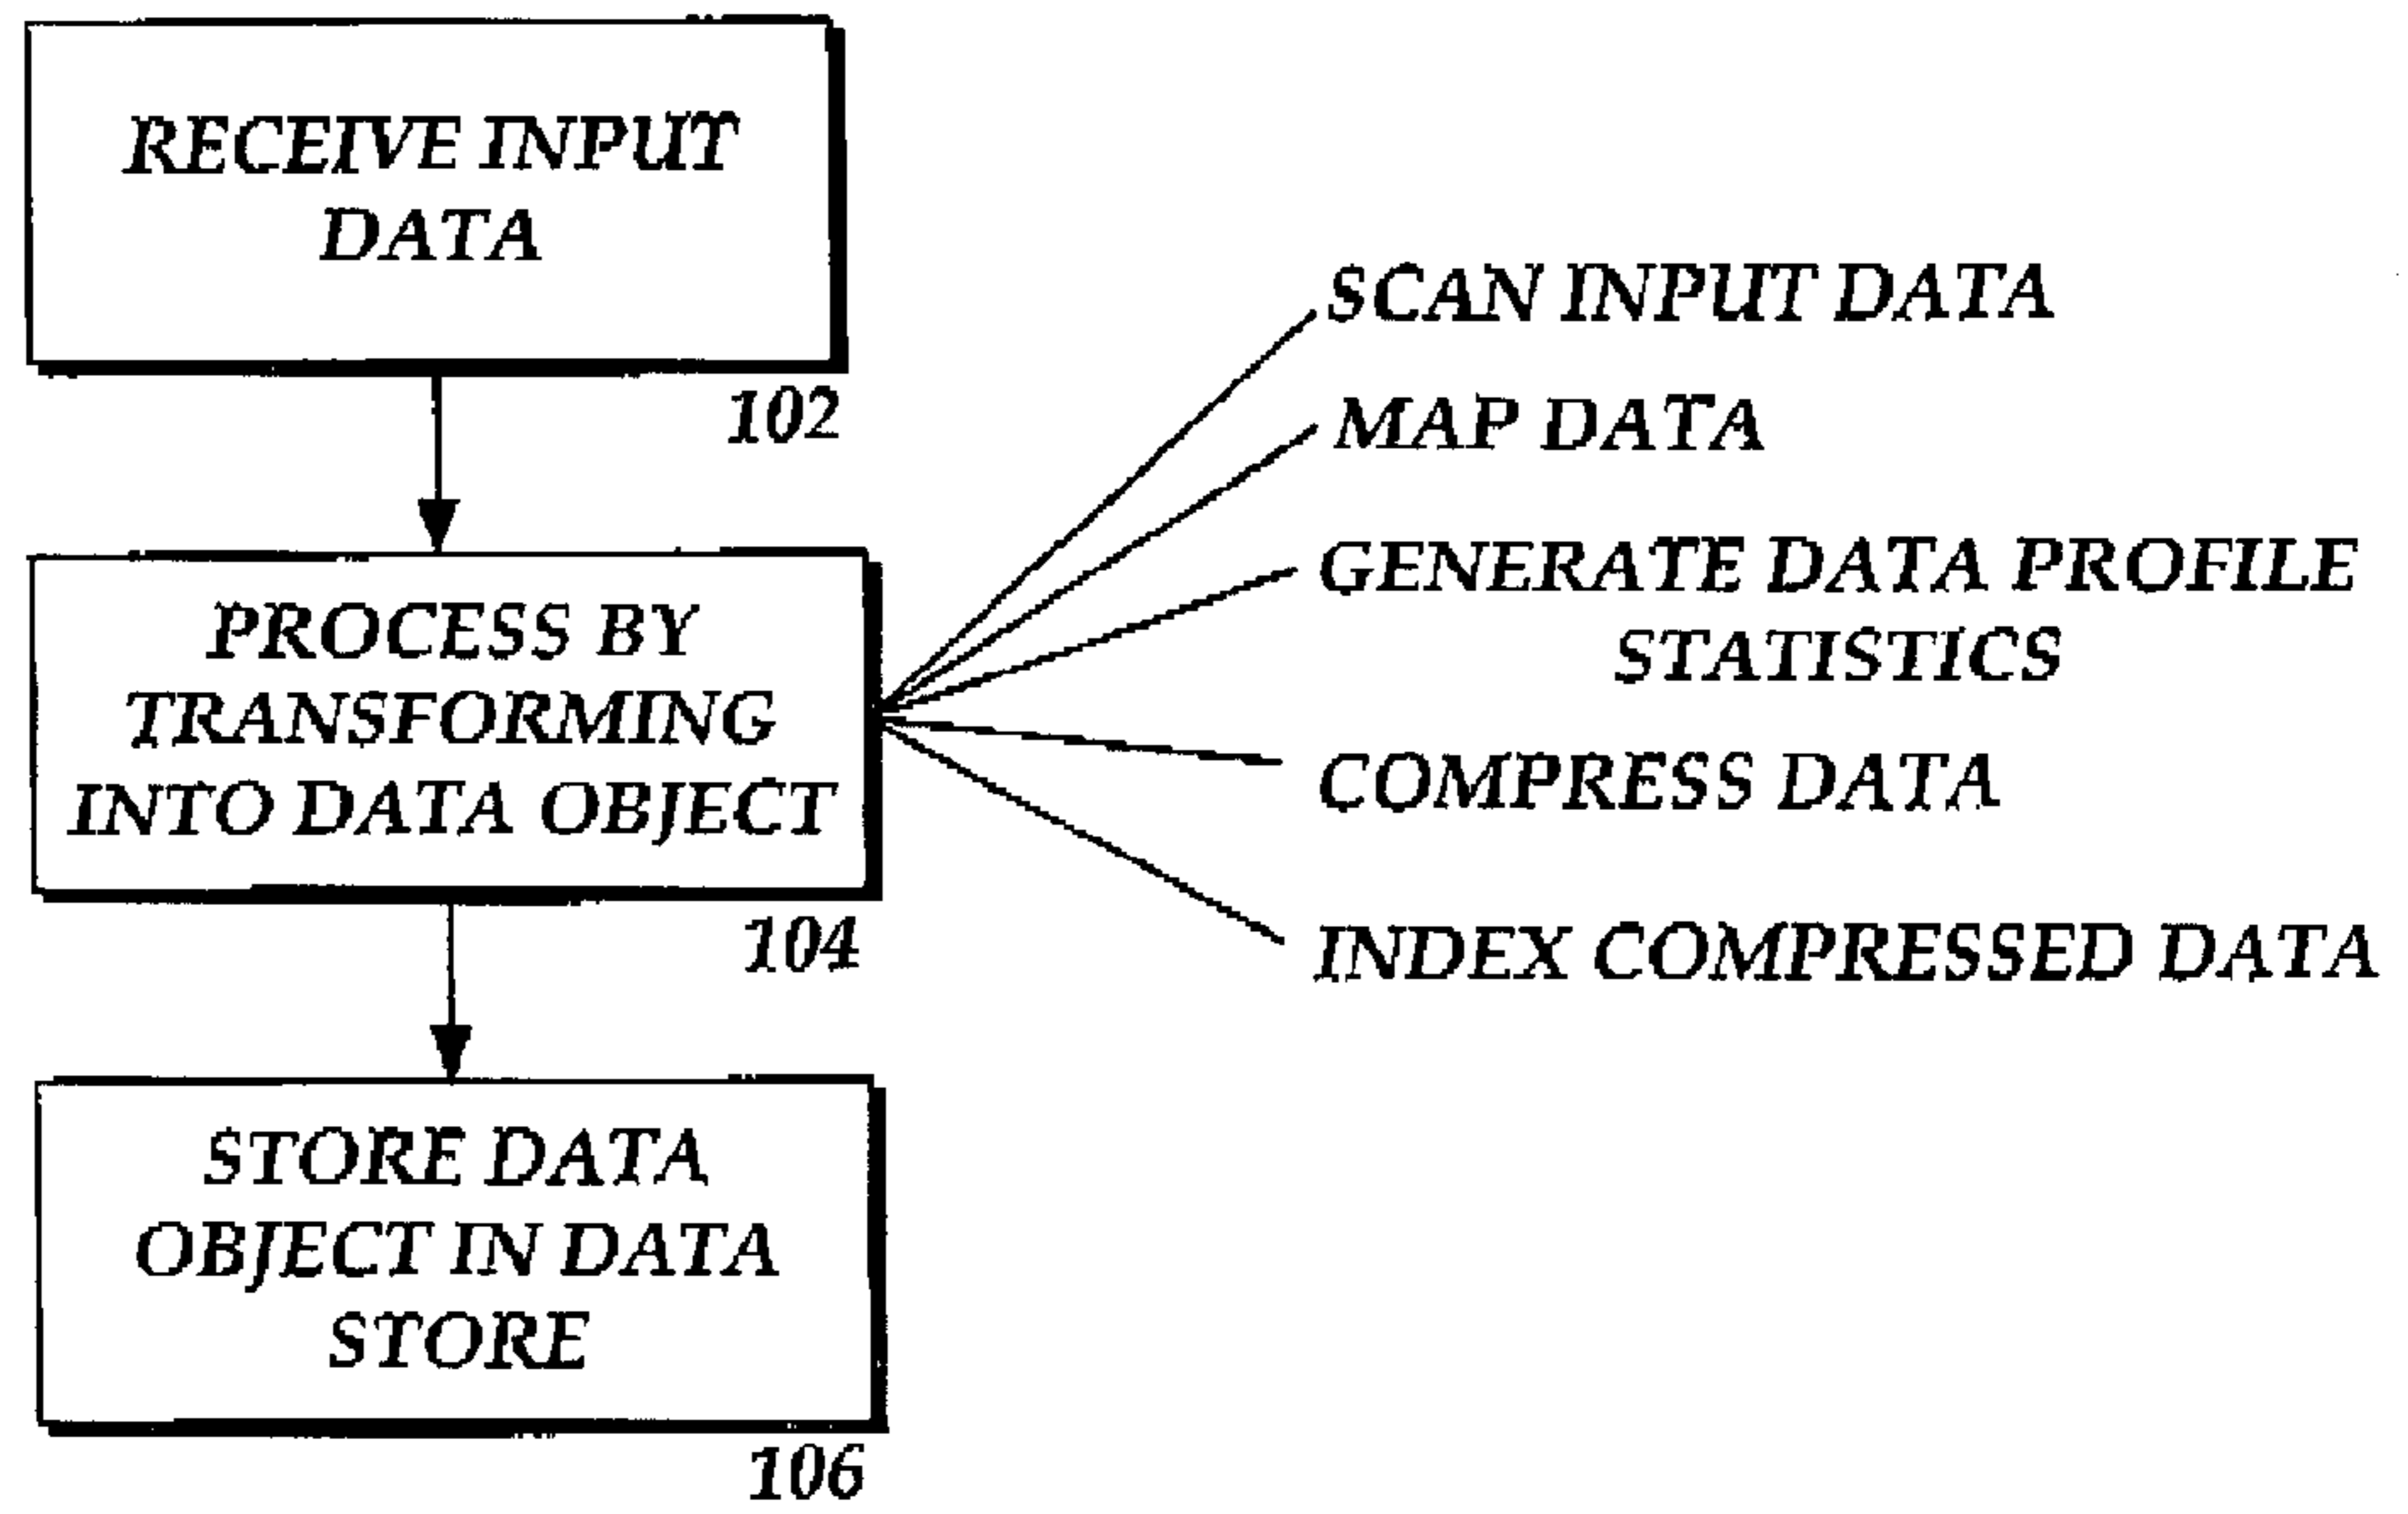 RECEIVE INPUT
DATA
102
PROCESS BY
TRANSFORMING
INTO DATA OBJECT
104
SCAN INPUT DATA
MAP DATA
GENERATE DATA PROFILE
STATISTICS
COMPRESS DATA
INDEX COMPRESSED DATA
STORE DATA
OBJECT IN DATA
STORE
106